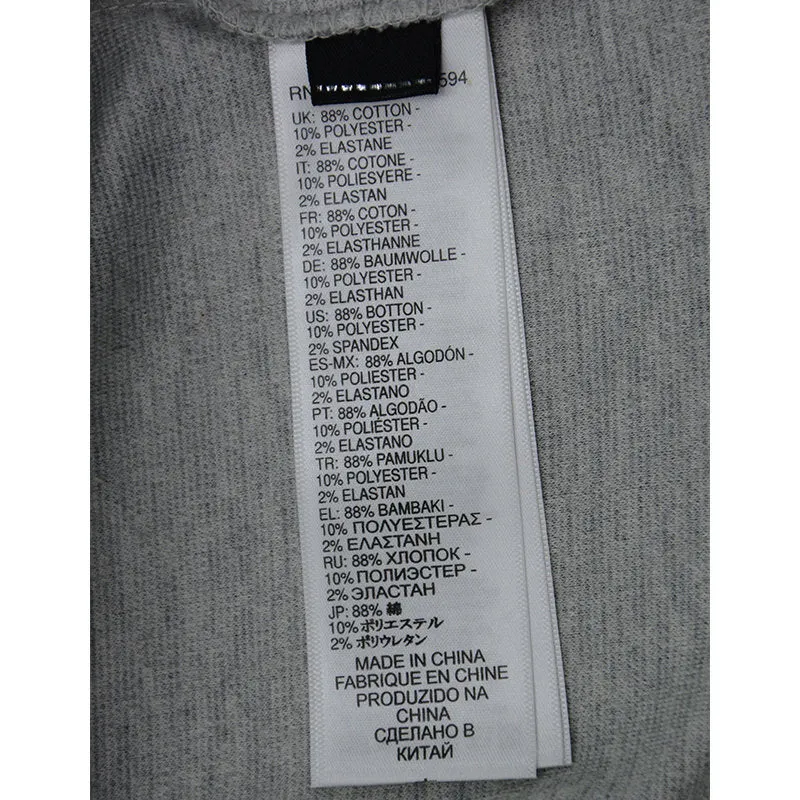 RN 594
UK: 88% COTTON -
10% POLYESTER -
2% ELASTANE
IT: 88% COTONE -
10% POLIESYERE -
2% ELASTAN
FR: 88% COTON -
10% POLYESTER -
2% ELASTHANNE
DE: 88% BAUMWOLLE -
10% POLYESTER -
2% ELASTHAN
US: 88% BOTTON -
10% POLYESTER -
2% SPANDEX
ES-MX: 88% ALGODÓN -
10% POLIESTER -
2% ELASTANO
PT: 88% ALGODÃO -
10% POLIÉSTER -
2% ELASTANO
TR: 88% PAMUKLU -
10% POLYESTER -
2% ELASTAN
EL: 88% BAMBAKI -
10% ΠΟΛΥΕΣΤΕΡΑΣ -
2% ΕΛΑΣΤΑΝΗ
RU: 88% ХЛОПОК -
10% ПОЛИЭСТЕР -
2% ЭЛАСТАН
JP: 88% 綿
10% ポリエステル
2% ポリウレタン
MADE IN CHINA
FABRIQUE EN CHINE
PRODUZIDO NA
CHINA
СДЕЛАНО В
КИТАЙ